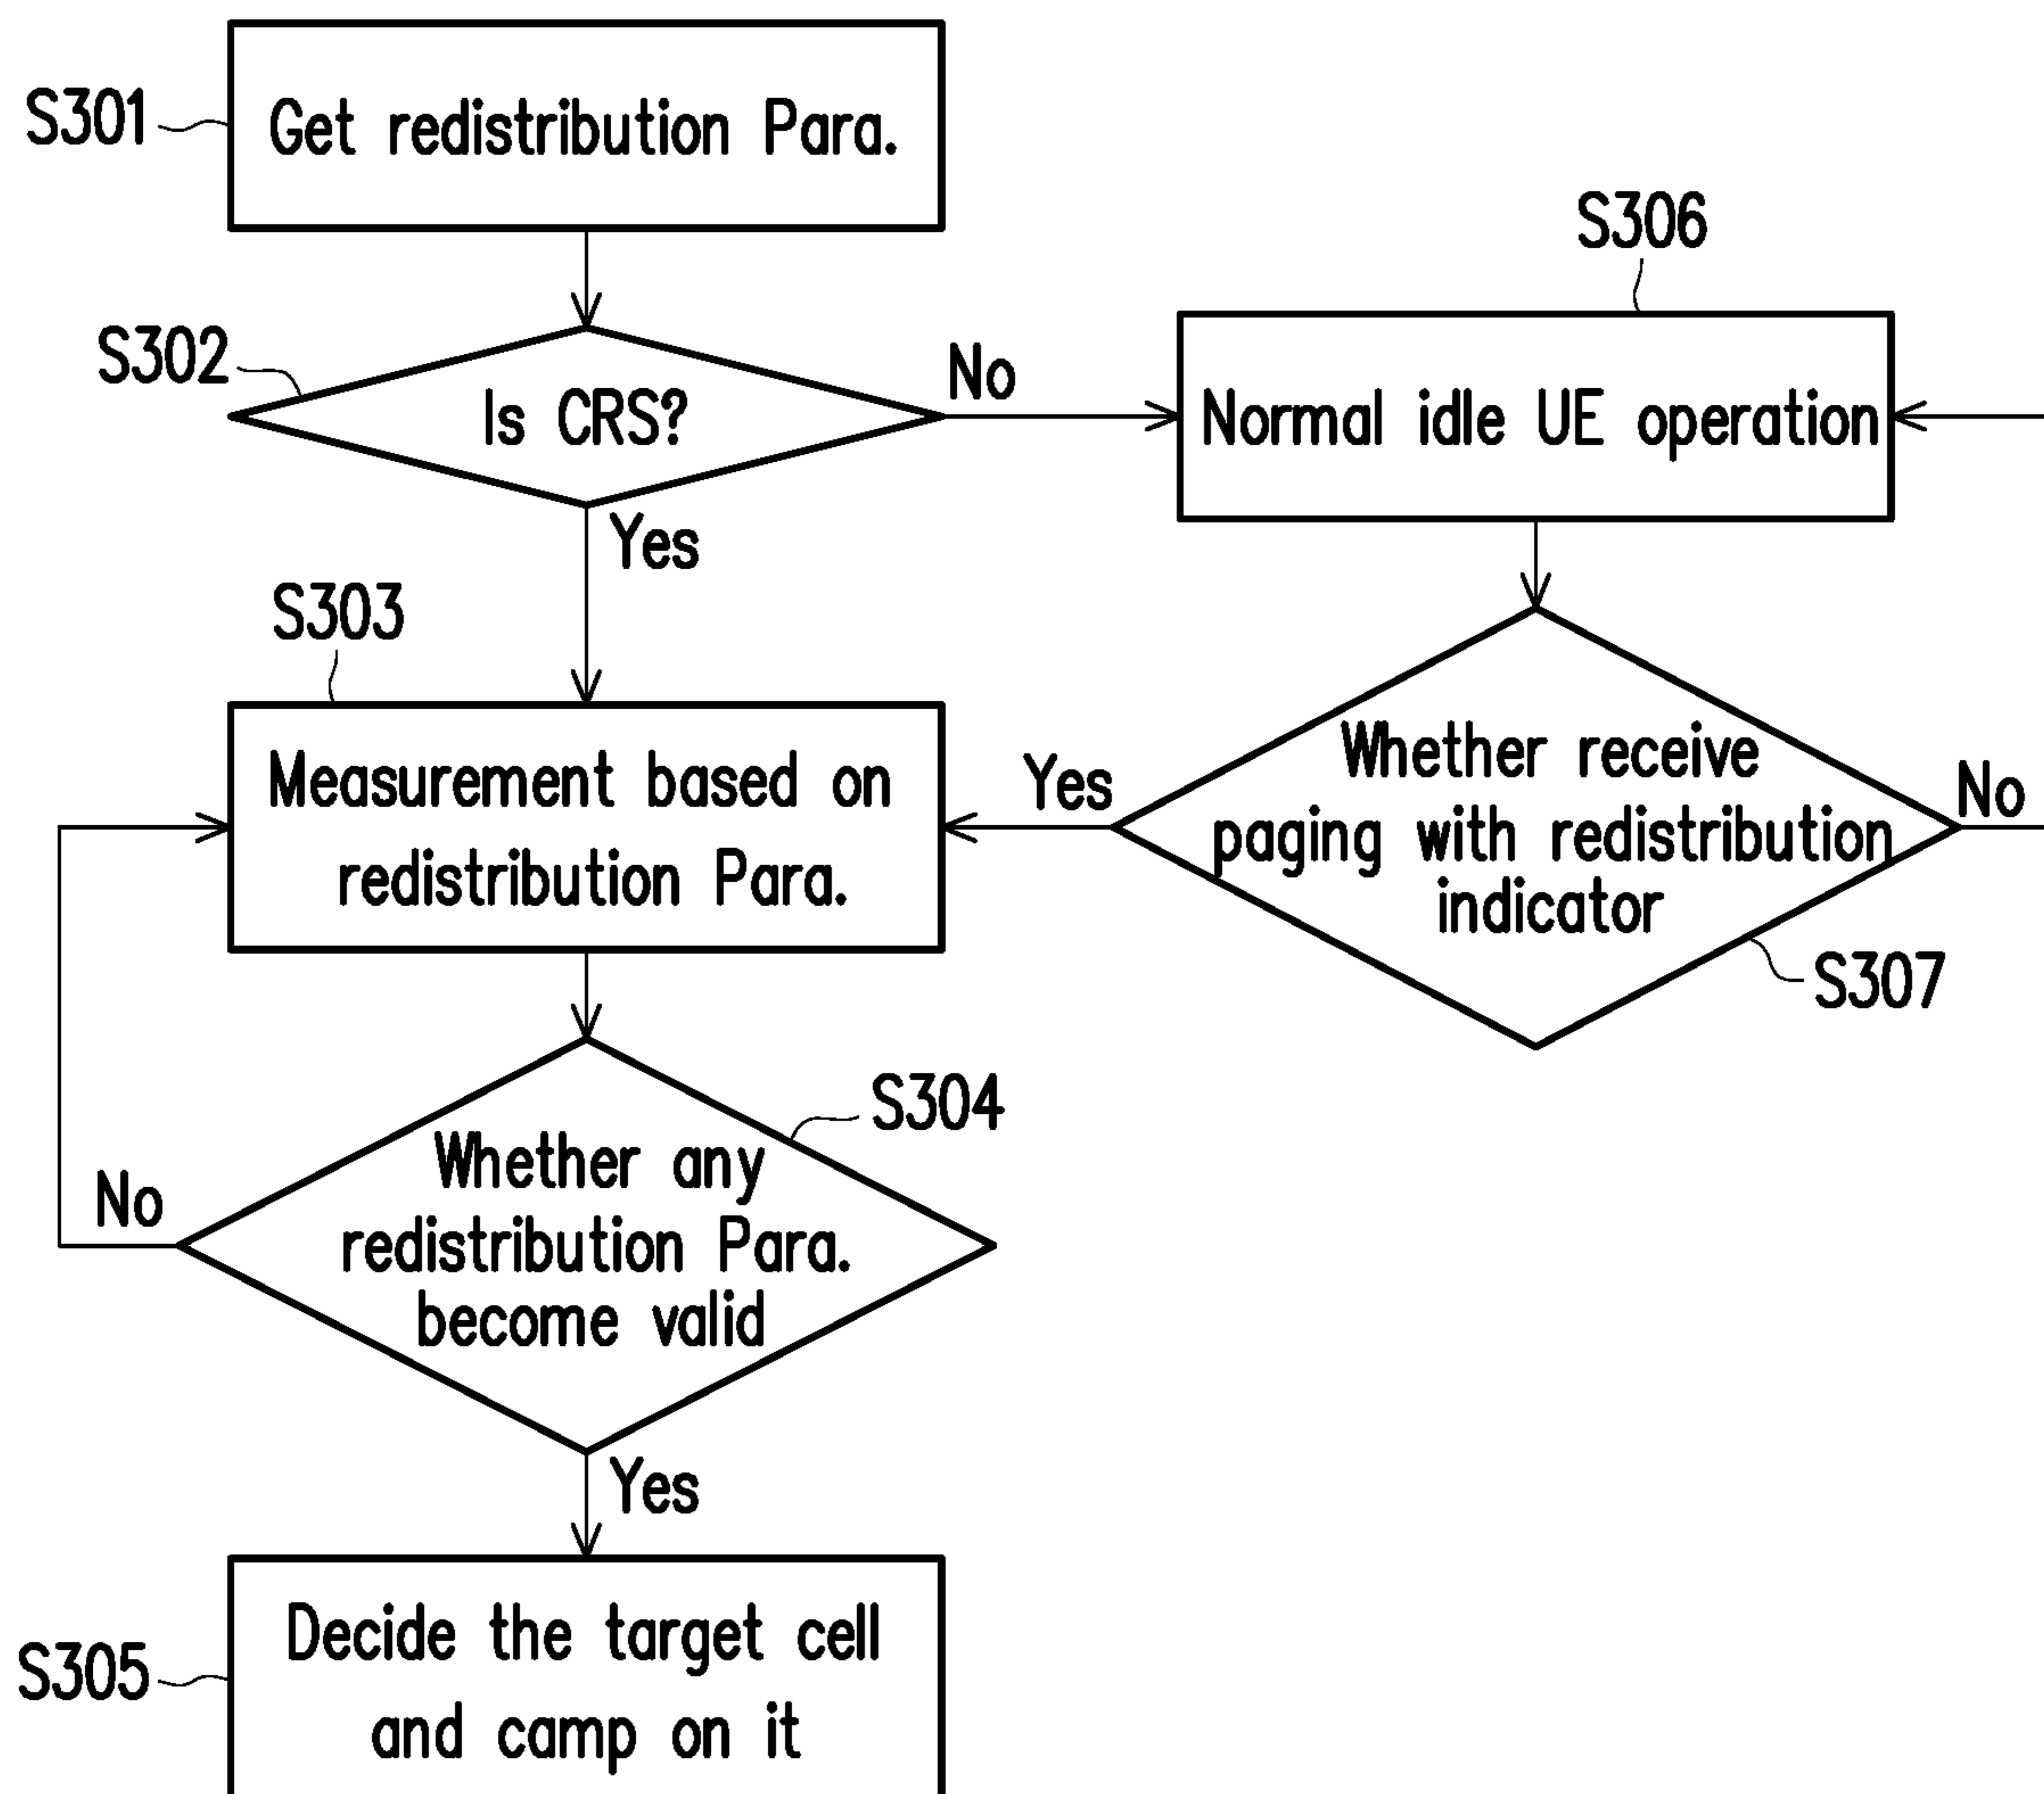 S301
Get redistribution Para.
S302
Is CRS?
No
Yes
S306
Normal idle UE operation
S303
Measurement based on
redistribution Para.
Yes
Whether receive
paging with redistribution
indicator
No
S307
S304
Whether any
redistribution Para.
become valid
No
Yes
S305
Decide the target cell
and camp on it